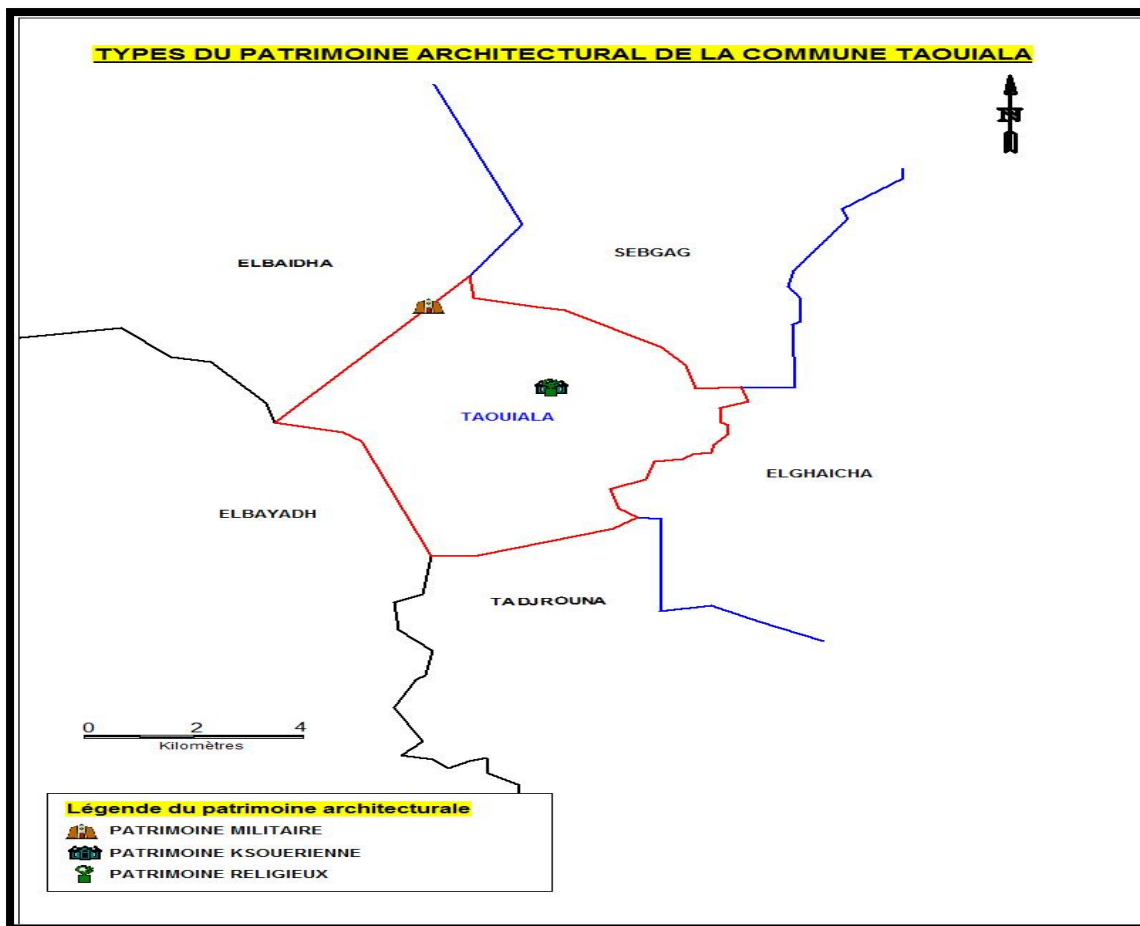 TYPES DU PATRIMOINE ARCHITECTURAL DE LA COMMUNE TAOUIALA
N
SEBGAG
ELBAIDHA
TAOUIALA
ELGHAICHA
ELBAYADH
TADJROUNA
0 2 4
Kilomètres
Légende du patrimoine architecturale
PATRIMOINE MILITAIRE
PATRIMOINE KSOUERIENNE
PATRIMOINE RELIGIEUX